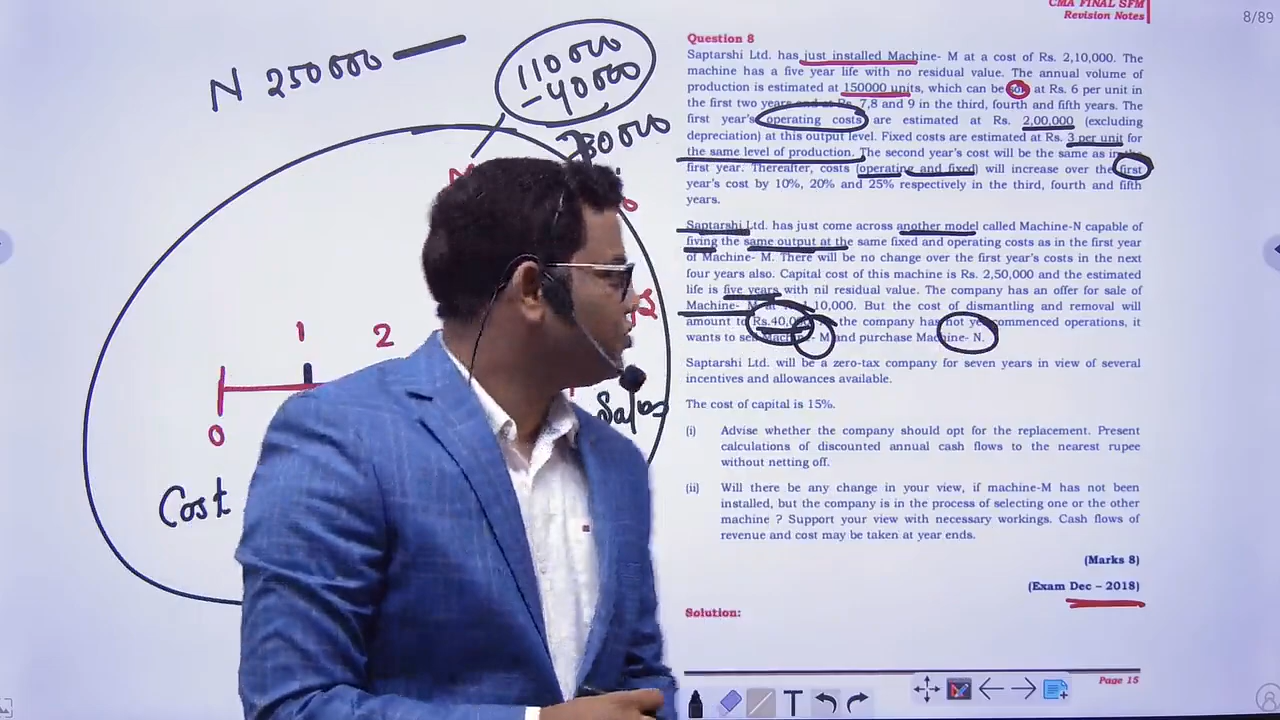 CMA FINAL SFM
Revision Notes
8/89
N 250000
110000
-40000
Question 8
Saptarshi Ltd. has just installed Machine- M at a cost of Rs. 2,10,000. The
machine has a five year life with no residual value. The annual volume of
production is estimated at 150000 units, which can be at Rs. 6 per unit in
the first two years and at Rs. 7,8 and 9 in the third, fourth and fifth years. The
first year's operating costs are estimated at Rs. 2,00,000 (excluding
depreciation) at this output level. Fixed costs are estimated at Rs. 3 per unit for
the same level of production. The second year's cost will be the same as in the
first year. Thereafter, costs (operating and fixed) will increase over the first
year's cost by 10%, 20% and 25% respectively in the third, fourth and fifth
years.
Saptarshi Ltd. has just come across another model called Machine-N capable of
fiving the same output at the same fixed and operating costs as in the first year
of Machine- M. There will be no change over the first year's costs in the next
four years also. Capital cost of this machine is Rs. 2,50,000 and the estimated
life is five years with nil residual value. The company has an offer for sale of
Machine- M at 1,10,000. But the cost of dismantling and removal will
amount to Rs.40,000 the company has not yet commenced operations, it
wants to sell Machine- M and purchase Machine- N.
Saptarshi Ltd. will be a zero-tax company for seven years in view of several
incentives and allowances available.
The cost of capital is 15%.
(i) Advise whether the company should opt for the replacement. Present
calculations of discounted annual cash flows to the nearest rupee
without netting off.
(ii) Will there be any change in your view, if machine-M has not been
installed, but the company is in the process of selecting one or the other
machine ? Support your view with necessary workings. Cash flows of
revenue and cost may be taken at year ends.
(Marks 8)
(Exam Dec – 2018)
Solution:
0 1 2
Cost
Sales
Page 15
T